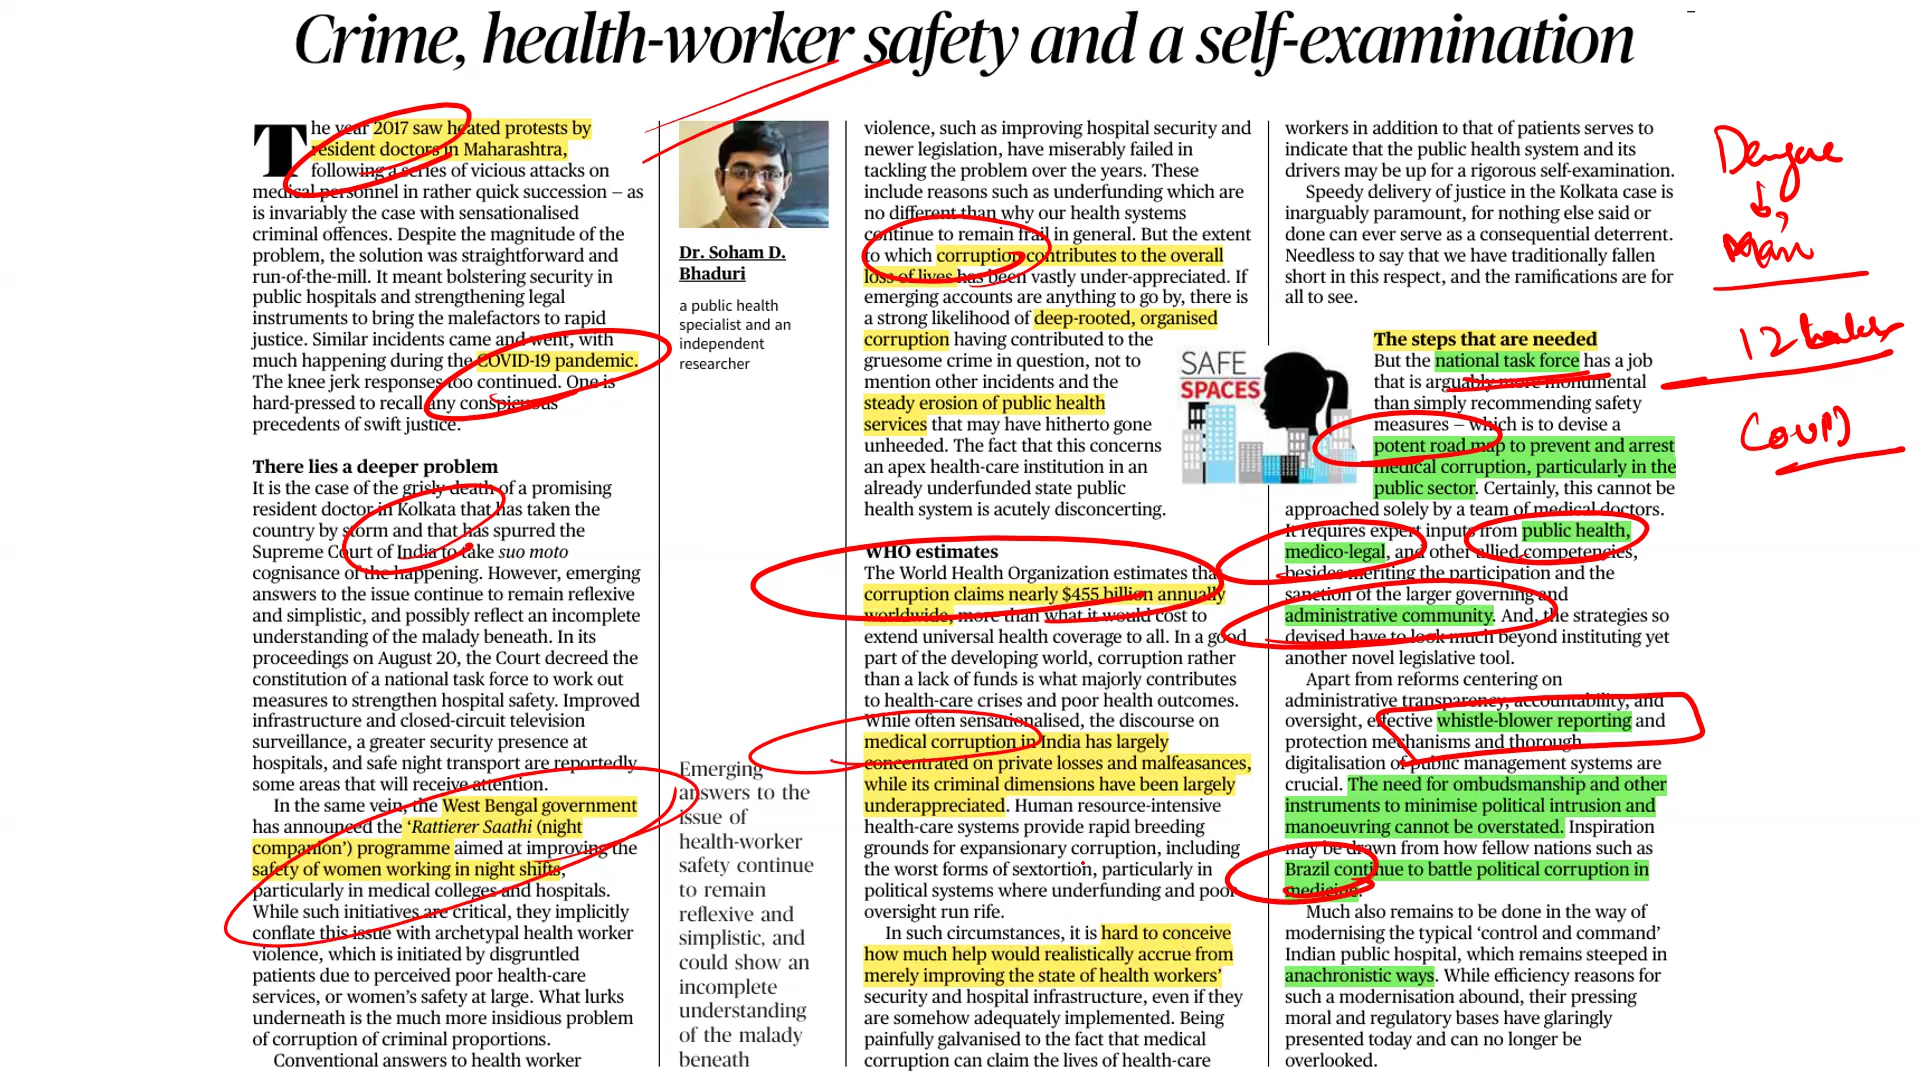 Crime, health-worker safety and a self-examination
The year 2017 saw heated protests by
resident doctors in Maharashtra,
following a series of vicious attacks on
medical personnel in rather quick succession – as
is invariably the case with sensationalised
criminal offences. Despite the magnitude of the
problem, the solution was straightforward and
run-of-the-mill. It meant bolstering security in
public hospitals and strengthening legal
instruments to bring the malefactors to rapid
justice. Similar incidents came and went, with
much happening during the COVID-19 pandemic.
The knee jerk responses too continued. One is
hard-pressed to recall any conspicuous
precedents of swift justice.
There lies a deeper problem
It is the case of the grisly death of a promising
resident doctor in Kolkata that has taken the
country by storm and that has spurred the
Supreme Court of India to take suo moto
cognisance of the happening. However, emerging
answers to the issue continue to remain reflexive
and simplistic, and possibly reflect an incomplete
understanding of the malady beneath. In its
proceedings on August 20, the Court decreed the
constitution of a national task force to work out
measures to strengthen hospital safety. Improved
infrastructure and closed-circuit television
surveillance, a greater security presence at
hospitals, and safe night transport are reportedly
some areas that will receive attention.
In the same vein, the West Bengal government
has announced the ‘Rattierer Saathi (night
companion’) programme aimed at improving the
safety of women working in night shifts,
particularly in medical colleges and hospitals.
While such initiatives are critical, they implicitly
conflate this issue with archetypal health worker
violence, which is initiated by disgruntled
patients due to perceived poor health-care
services, or women’s safety at large. What lurks
underneath is the much more insidious problem
of corruption of criminal proportions.
Conventional answers to health worker
Dr. Soham D.
Bhaduri
a public health
specialist and an
independent
researcher
Emerging
answers to the
issue of
health-worker
safety continue
to remain
reflexive and
simplistic, and
could show an
incomplete
understanding
of the malady
beneath
violence, such as improving hospital security and
newer legislation, have miserably failed in
tackling the problem over the years. These
include reasons such as underfunding which are
no different than why our health systems
continue to remain frail in general. But the extent
to which corruption contributes to the overall
loss of lives has been vastly under-appreciated. If
emerging accounts are anything to go by, there is
a strong likelihood of deep-rooted, organised
corruption having contributed to the
gruesome crime in question, not to
mention other incidents and the
steady erosion of public health
services that may have hitherto gone
unheeded. The fact that this concerns
an apex health-care institution in an
already underfunded state public
health system is acutely disconcerting.
WHO estimates
The World Health Organization estimates that
corruption claims nearly $455 billion annually
worldwide, more than what it would cost to
extend universal health coverage to all. In a good
part of the developing world, corruption rather
than a lack of funds is what majorly contributes
to health-care crises and poor health outcomes.
While often sensationalised, the discourse on
medical corruption in India has largely
concentrated on private losses and malfeasances,
while its criminal dimensions have been largely
underappreciated. Human resource-intensive
health-care systems provide rapid breeding
grounds for expansionary corruption, including
the worst forms of sextortion, particularly in
political systems where underfunding and poor
oversight run rife.
In such circumstances, it is hard to conceive
how much help would realistically accrue from
merely improving the state of health workers’
security and hospital infrastructure, even if they
are somehow adequately implemented. Being
painfully galvanised to the fact that medical
corruption can claim the lives of health-care
SAFE
SPACES
workers in addition to that of patients serves to
indicate that the public health system and its
drivers may be up for a rigorous self-examination.
Speedy delivery of justice in the Kolkata case is
inarguably paramount, for nothing else said or
done can ever serve as a consequential deterrent.
Needless to say that we have traditionally fallen
short in this respect, and the ramifications are for
all to see.
The steps that are needed
But the national task force has a job
that is arguably more monumental
than simply recommending safety
measures – which is to devise a
potent road map to prevent and arrest
medical corruption, particularly in the
public sector. Certainly, this cannot be
approached solely by a team of medical doctors.
It requires expert inputs from public health,
medico-legal, and other allied competencies,
besides meriting the participation and the
sanction of the larger governing and
administrative community. And, the strategies so
devised have to look much beyond instituting yet
another novel legislative tool.
Apart from reforms centering on
administrative transparency, accountability, and
oversight, effective whistle-blower reporting and
protection mechanisms and thorough
digitalisation of public management systems are
crucial. The need for ombudsmanship and other
instruments to minimise political intrusion and
manoeuvring cannot be overstated. Inspiration
may be drawn from how fellow nations such as
Brazil continue to battle political corruption in
medicine.
Much also remains to be done in the way of
modernising the typical ‘control and command’
Indian public hospital, which remains steeped in
anachronistic ways. While efficiency reasons for
such a modernisation abound, their pressing
moral and regulatory bases have glaringly
presented today and can no longer be
overlooked.
12